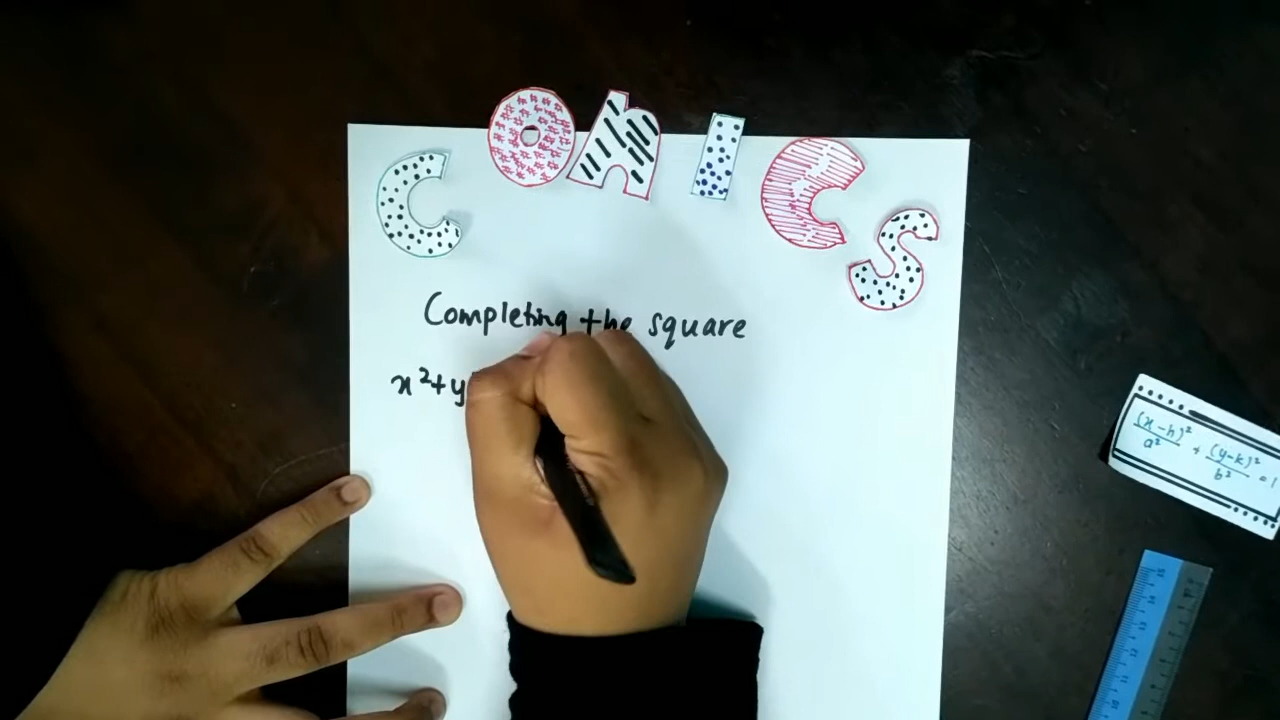 Conics
Completing the square
x²+y
(x-h)²/a² + (y-k)²/b² = 1